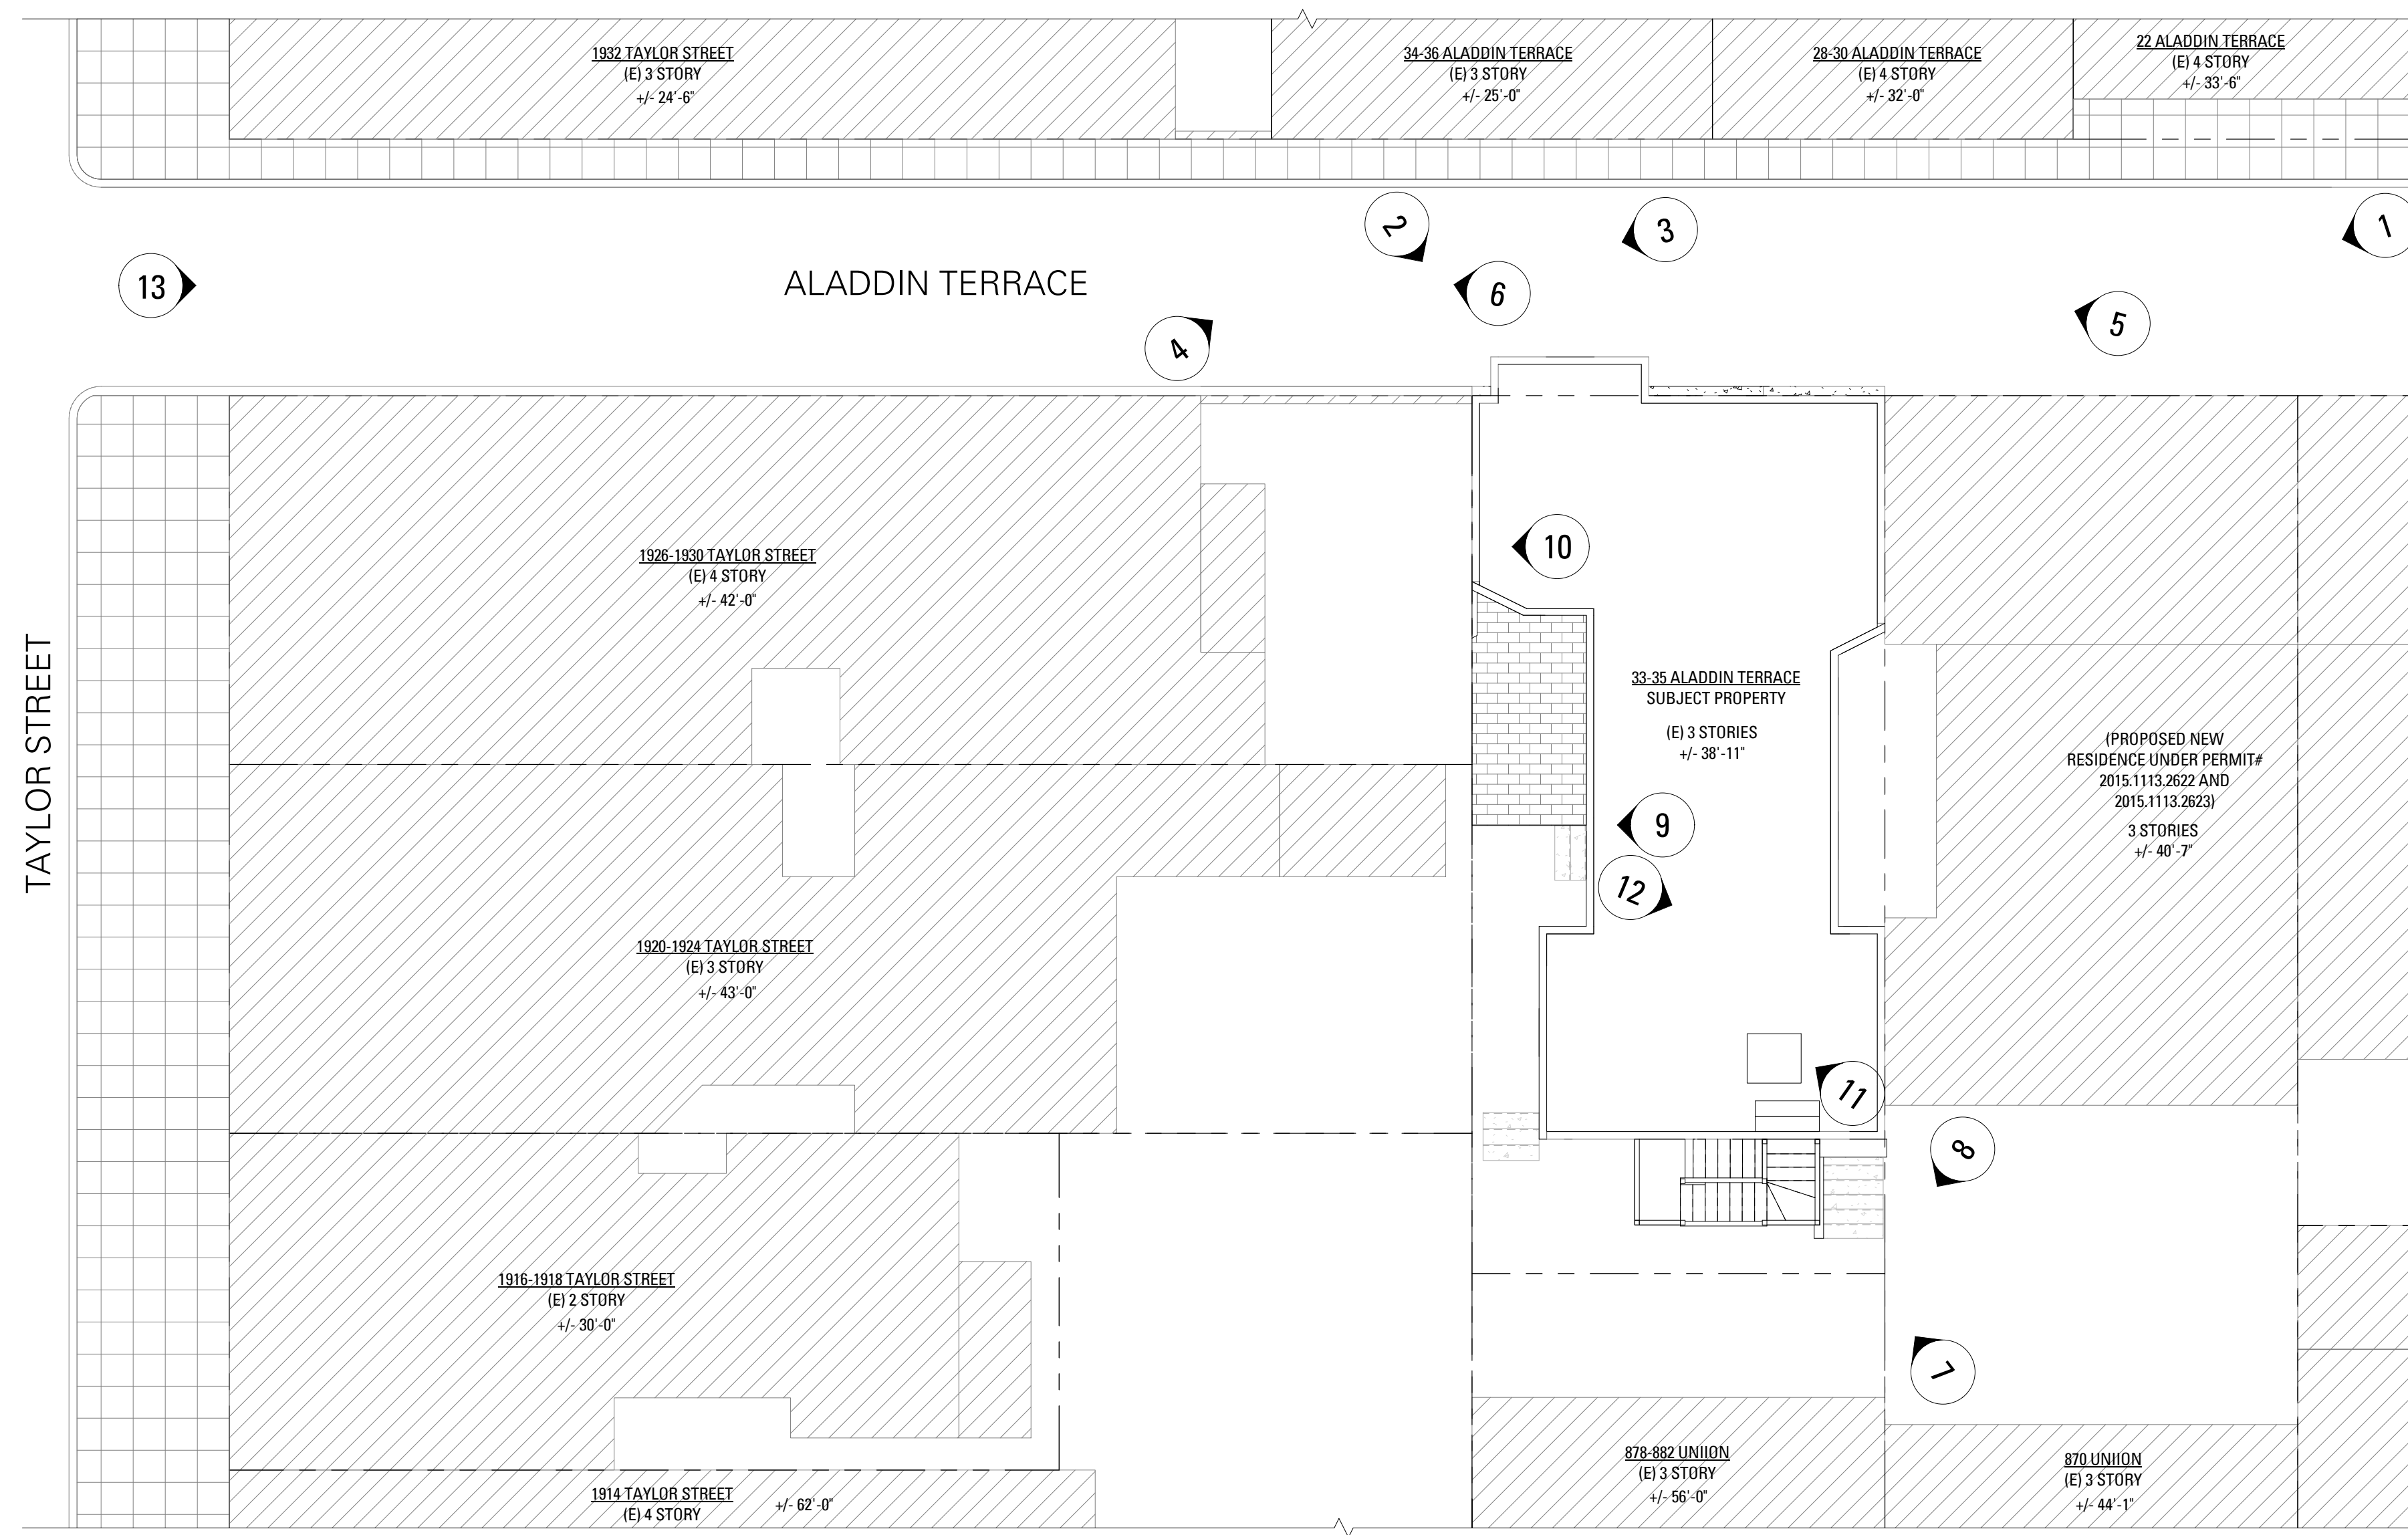 1932 TAYLOR STREET
(E) 3 STORY
+/- 24'-6"
34-36 ALADDIN TERRACE
(E) 3 STORY
+/- 25'-0"
28-30 ALADDIN TERRACE
(E) 4 STORY
+/- 32'-0"
22 ALADDIN TERRACE
(E) 4 STORY
+/- 33'-6"
2
3
1
13
ALADDIN TERRACE
6
5
4
TAYLOR STREET
1926-1930 TAYLOR STREET
(E) 4 STORY
+/- 42'-0"
10
33-35 ALADDIN TERRACE
SUBJECT PROPERTY
(E) 3 STORIES
+/- 38'-11"
(PROPOSED NEW
RESIDENCE UNDER PERMIT#
2015.1113.2622 AND
2015.1113.2623)
3 STORIES
+/- 40'-7"
9
12
1920-1924 TAYLOR STREET
(E) 3 STORY
+/- 43'-0"
11
8
1916-1918 TAYLOR STREET
(E) 2 STORY
+/- 30'-0"
7
1914 TAYLOR STREET
(E) 4 STORY
+/- 62'-0"
878-882 UNIION
(E) 3 STORY
+/- 56'-0"
870 UNIION
(E) 3 STORY
+/- 44'-1"